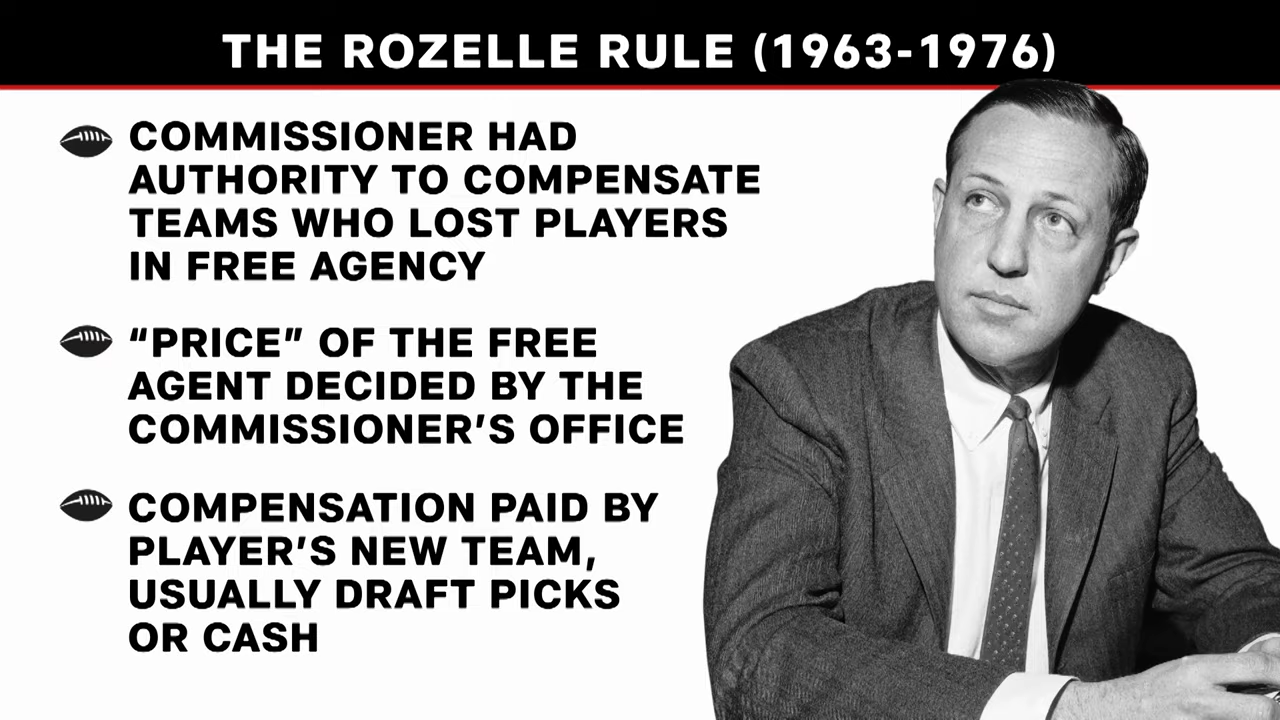 THE ROZELLE RULE (1963-1976)
COMMISSIONER HAD
AUTHORITY TO COMPENSATE
TEAMS WHO LOST PLAYERS
IN FREE AGENCY
“PRICE” OF THE FREE
AGENT DECIDED BY THE
COMMISSIONER’S OFFICE
COMPENSATION PAID BY
PLAYER’S NEW TEAM,
USUALLY DRAFT PICKS
OR CASH